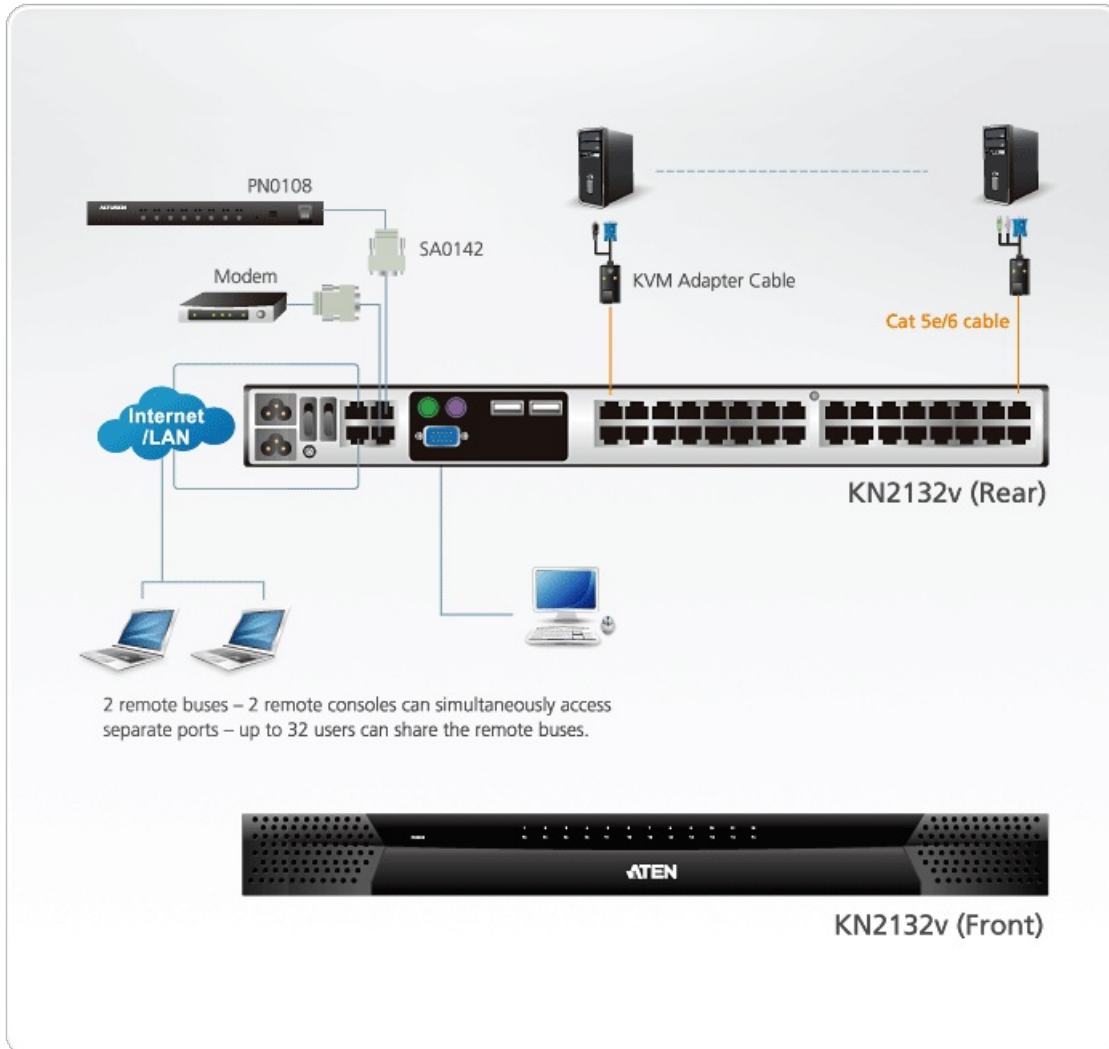 PN0108
SA0142
Modem
KVM Adapter Cable
Cat 5e/6 cable
Internet
/LAN
KN2132v (Rear)
2 remote buses – 2 remote consoles can simultaneously access
separate ports – up to 32 users can share the remote buses.
ATEN
KN2132v (Front)